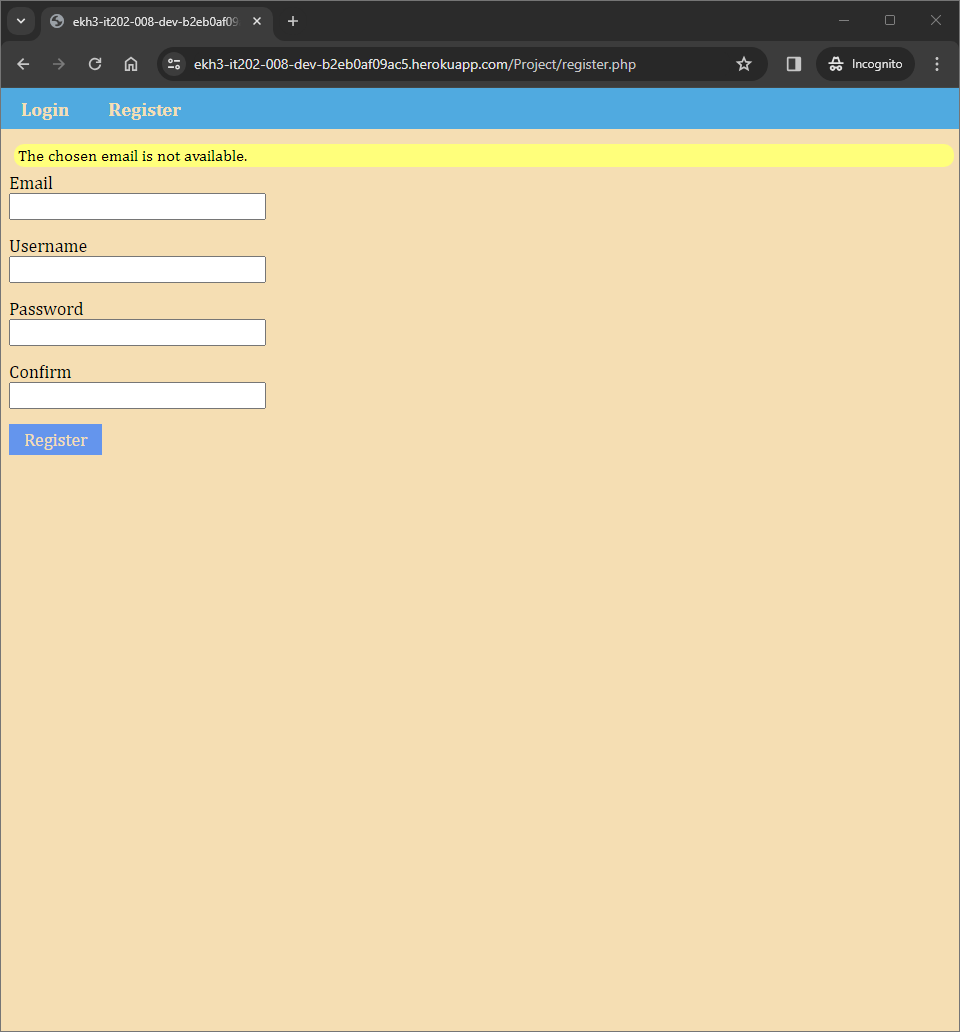 ekh3-it202-008-dev-b2eb0af09
ekh3-it202-008-dev-b2eb0af09ac5.herokuapp.com/Project/register.php
Incognito
Login Register
The chosen email is not available.
Email
Username
Password
Confirm
Register